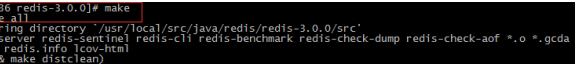 36 redis-3.0.0]# make
e all
ring directory `/usr/local/src/java/redis/redis-3.0.0/src'
server redis-sentinel redis-cli redis-benchmark redis-check-dump redis-check-aof *.o *.gcda
redis.info lcov-html
& make distclean)